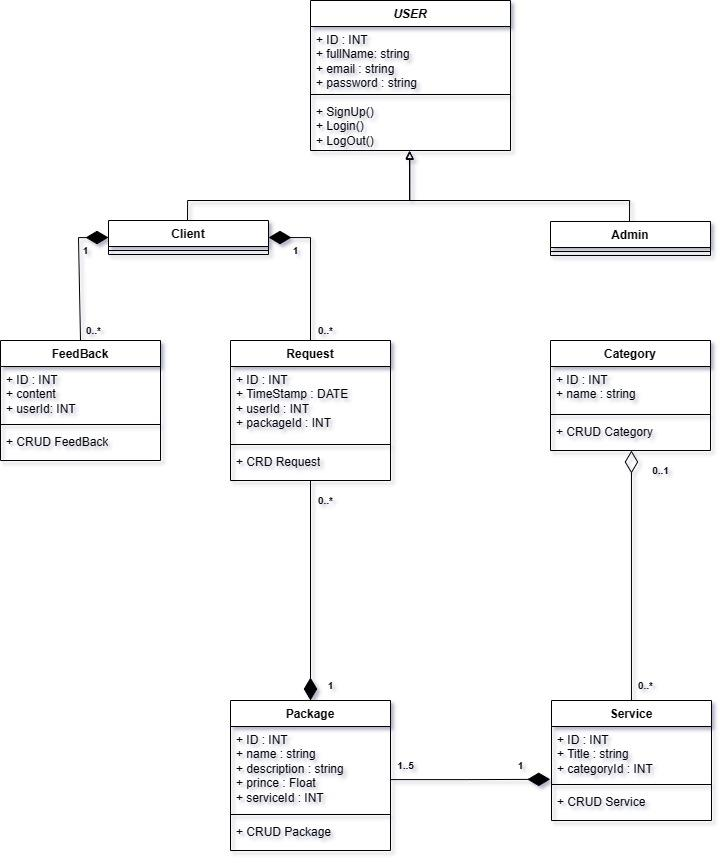 USER
+ ID : INT
+ fullName: string
+ email : string
+ password : string
+ SignUp()
+ Login()
+ LogOut()
Client
Admin
1
1
0..*
0..*
FeedBack
+ ID : INT
+ content
+ userId: INT
+ CRUD FeedBack
Request
+ ID : INT
+ TimeStamp : DATE
+ userId : INT
+ packageId : INT
+ CRD Request
Category
+ ID : INT
+ name : string
+ CRUD Category
0..1
0..*
1
0..*
Package
+ ID : INT
+ name : string
+ description : string
+ prince : Float
+ serviceId : INT
+ CRUD Package
1..5
1
Service
+ ID : INT
+ Title : string
+ categoryId : INT
+ CRUD Service